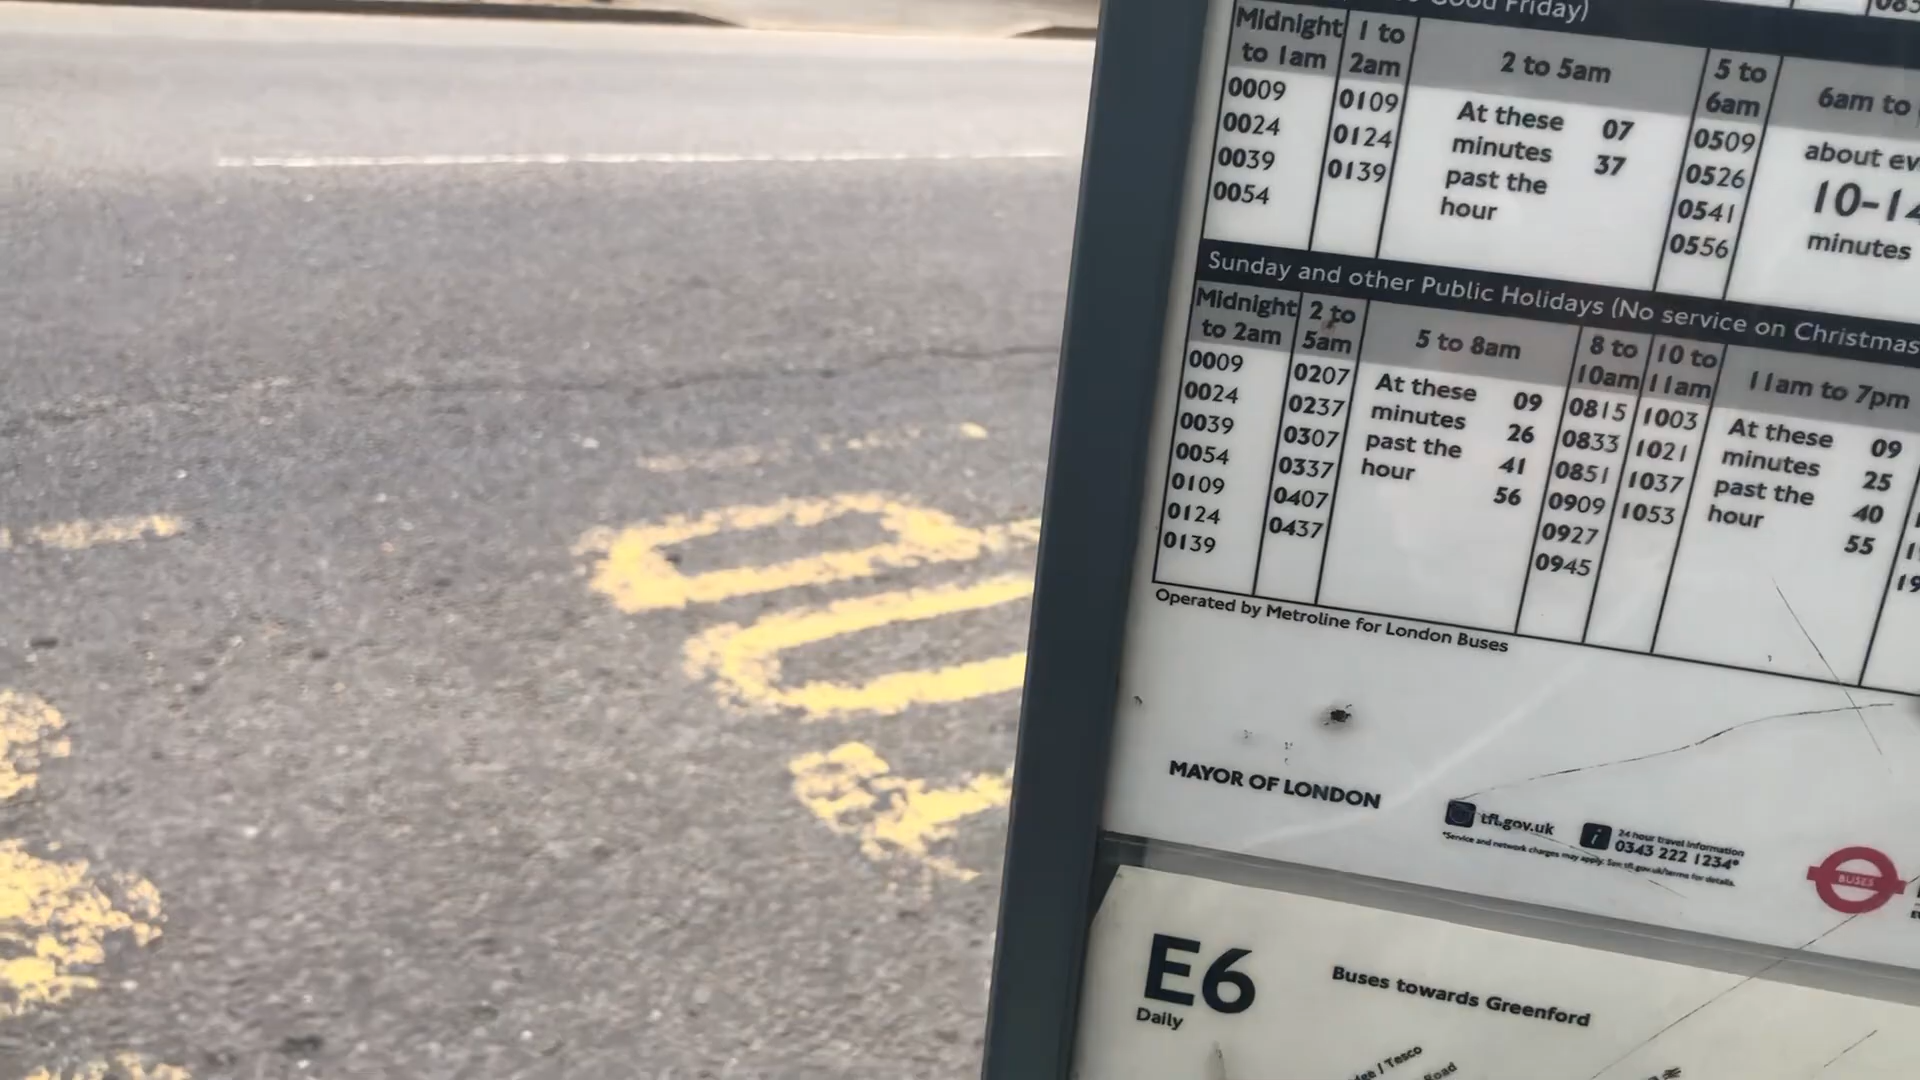 Good Friday)
Midnight to 1am
0009
0024
0039
0054
1 to 2am
0109
0124
0139
2 to 5am
At these minutes past the hour
07
37
5 to 6am
0509
0526
0541
0556
6am to
about
minutes
Sunday and other Public Holidays (No service on Christmas
Midnight to 2am
0009
0024
0039
0054
0109
0124
0139
2 to 5am
0207
0237
0307
0337
0407
0437
5 to 8am
At these minutes past the hour
09
26
41
56
8 to 10am
0815
0833
0851
0909
0927
0945
10 to 11am
1003
1021
1037
1053
11am to 7pm
At these minutes past the hour
09
25
40
55
Operated by Metroline for London Buses
MAYOR OF LONDON
tfl.gov.uk
24 hour travel information
0343 222 1234*
*Service and network charges may apply. See tfl.gov.uk/terms for details.
BUSES
E6
Daily
Buses towards Greenford
/ Tesco
Road